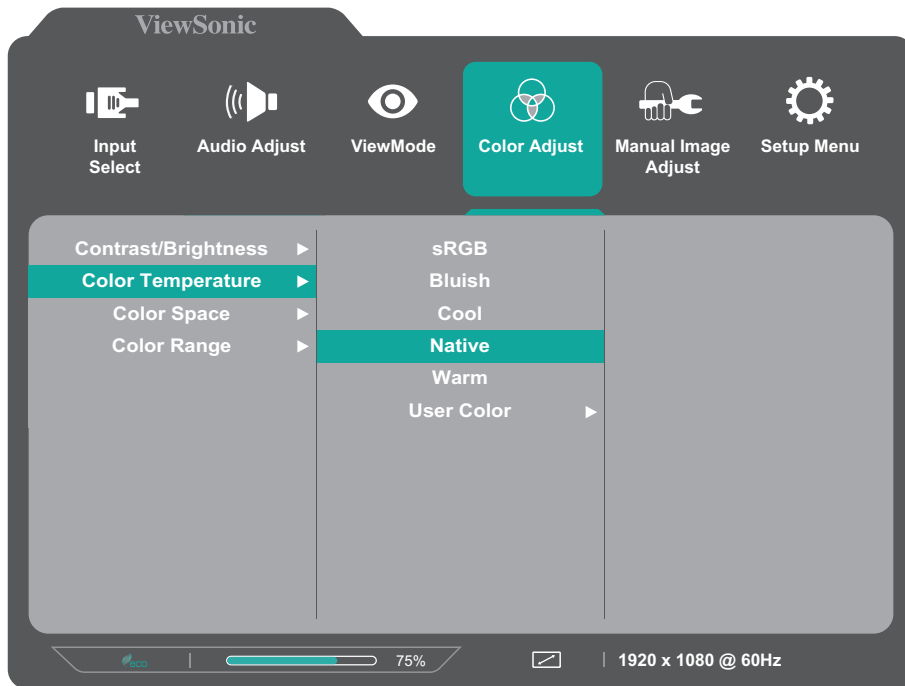 ViewSonic
Input
Select
Audio Adjust
ViewMode
Color Adjust
Manual Image
Adjust
Setup Menu
Contrast/Brightness
Color Temperature
Color Space
Color Range
sRGB
Bluish
Cool
Native
Warm
User Color
eco
75%
1920 x 1080 @ 60Hz